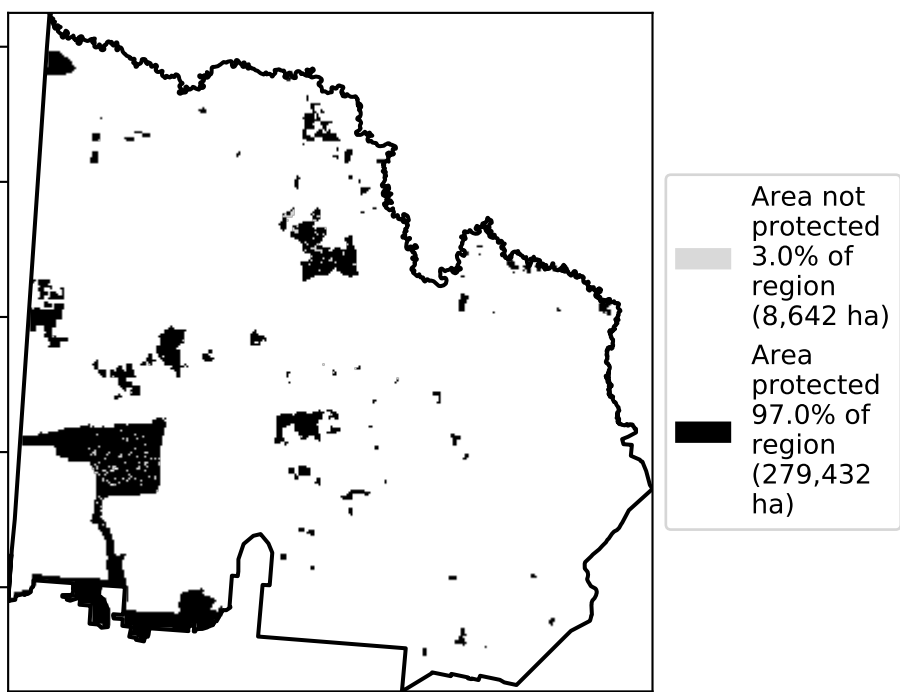 Area not
protected
3.0% of
region
(8,642 ha)
Area
protected
97.0% of
region
(279,432
ha)